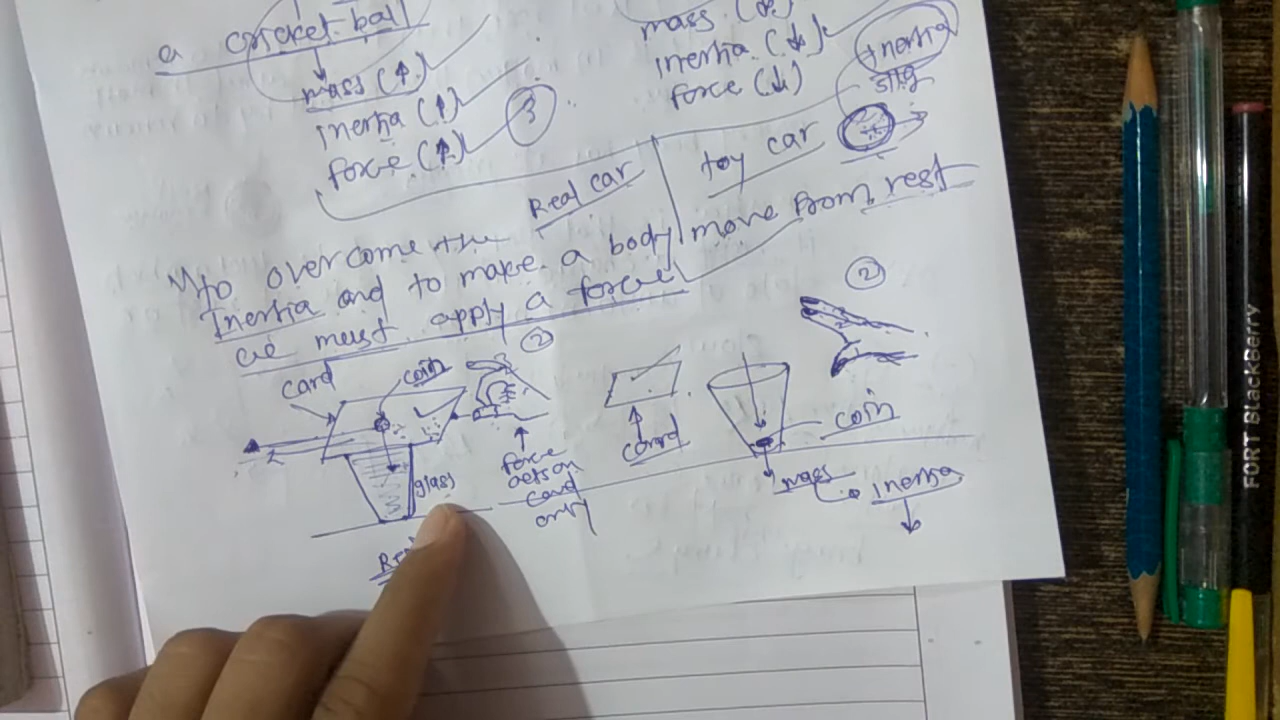 a cricket ball
mass (↑)
inertia (↑)
force (↑)
3
mass (
inertia (↓)
force (↓)
inertia
Real car
toy car
to overcome the
Inertia and to make a body move from rest
we must apply a force
2
card
coin
glass
force
acts on
card
only
card
2
coin
mass
inertia
FORT BlackBerry